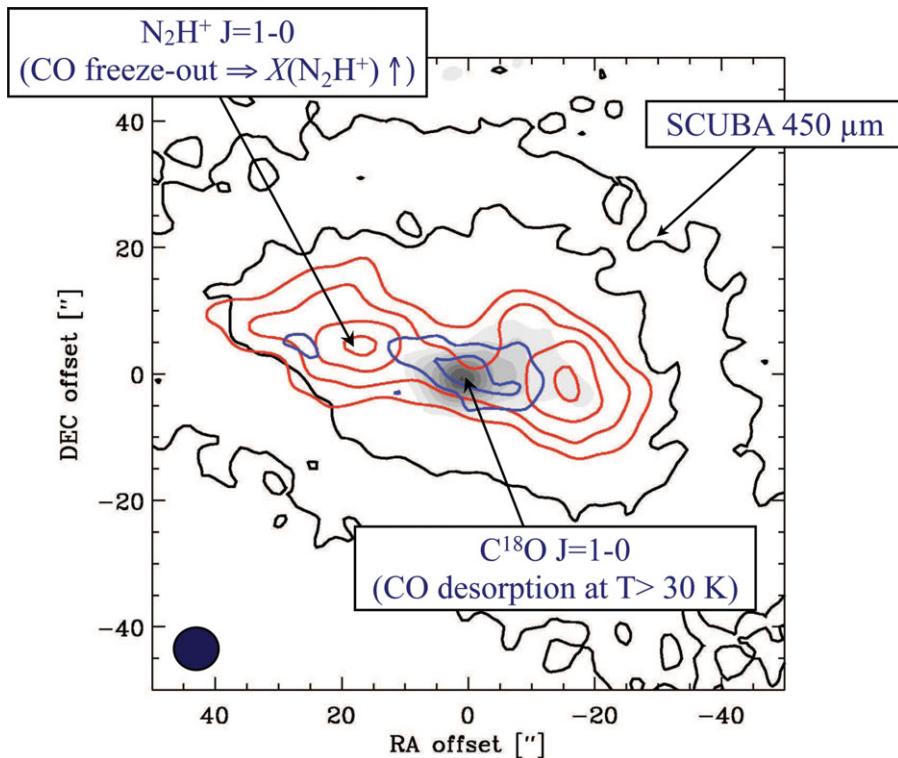 N₂H⁺ J=1-0
(CO freeze-out ⇒ X(N₂H⁺) ↑)
SCUBA 450 µm
40
20
0
-20
-40
DEC offset ["]
C¹⁸O J=1-0
(CO desorption at T> 30 K)
40 20 0 -20 -40
RA offset ["]